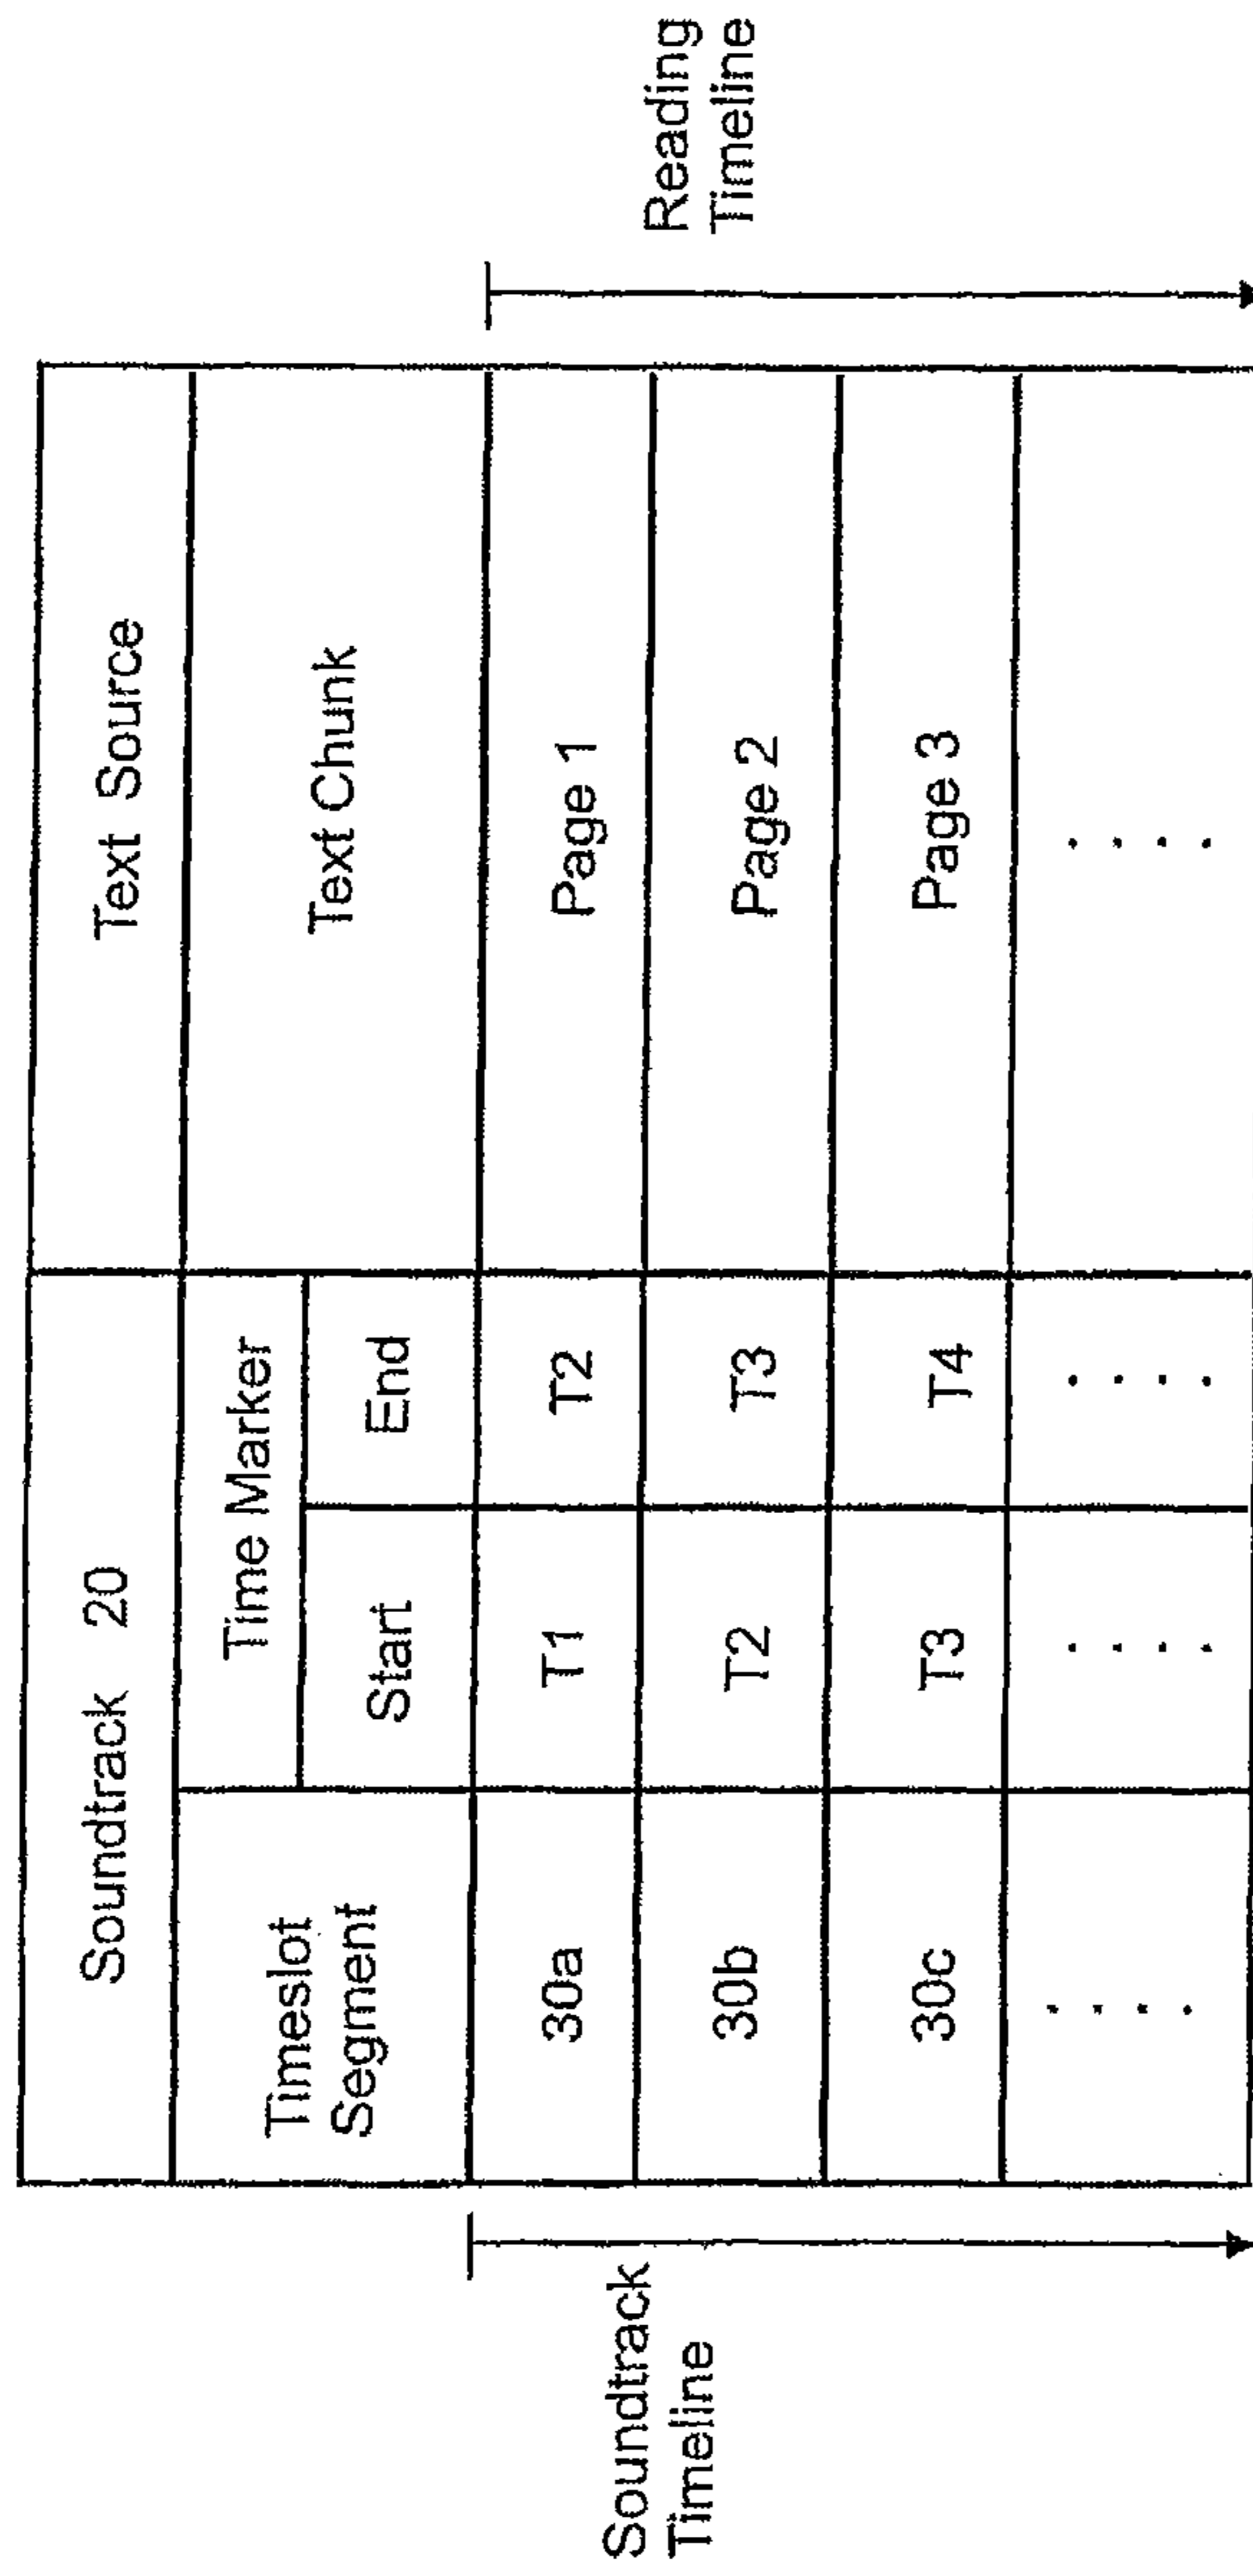 Soundtrack 20 Text Source
Timeslot Segment Time Marker Text Chunk
Start End
30a T1 T2 Page 1
30b T2 T3 Page 2
30c T3 T4 Page 3
. . . . . . . . . . . . . . . .
Soundtrack
Timeline
Reading
Timeline